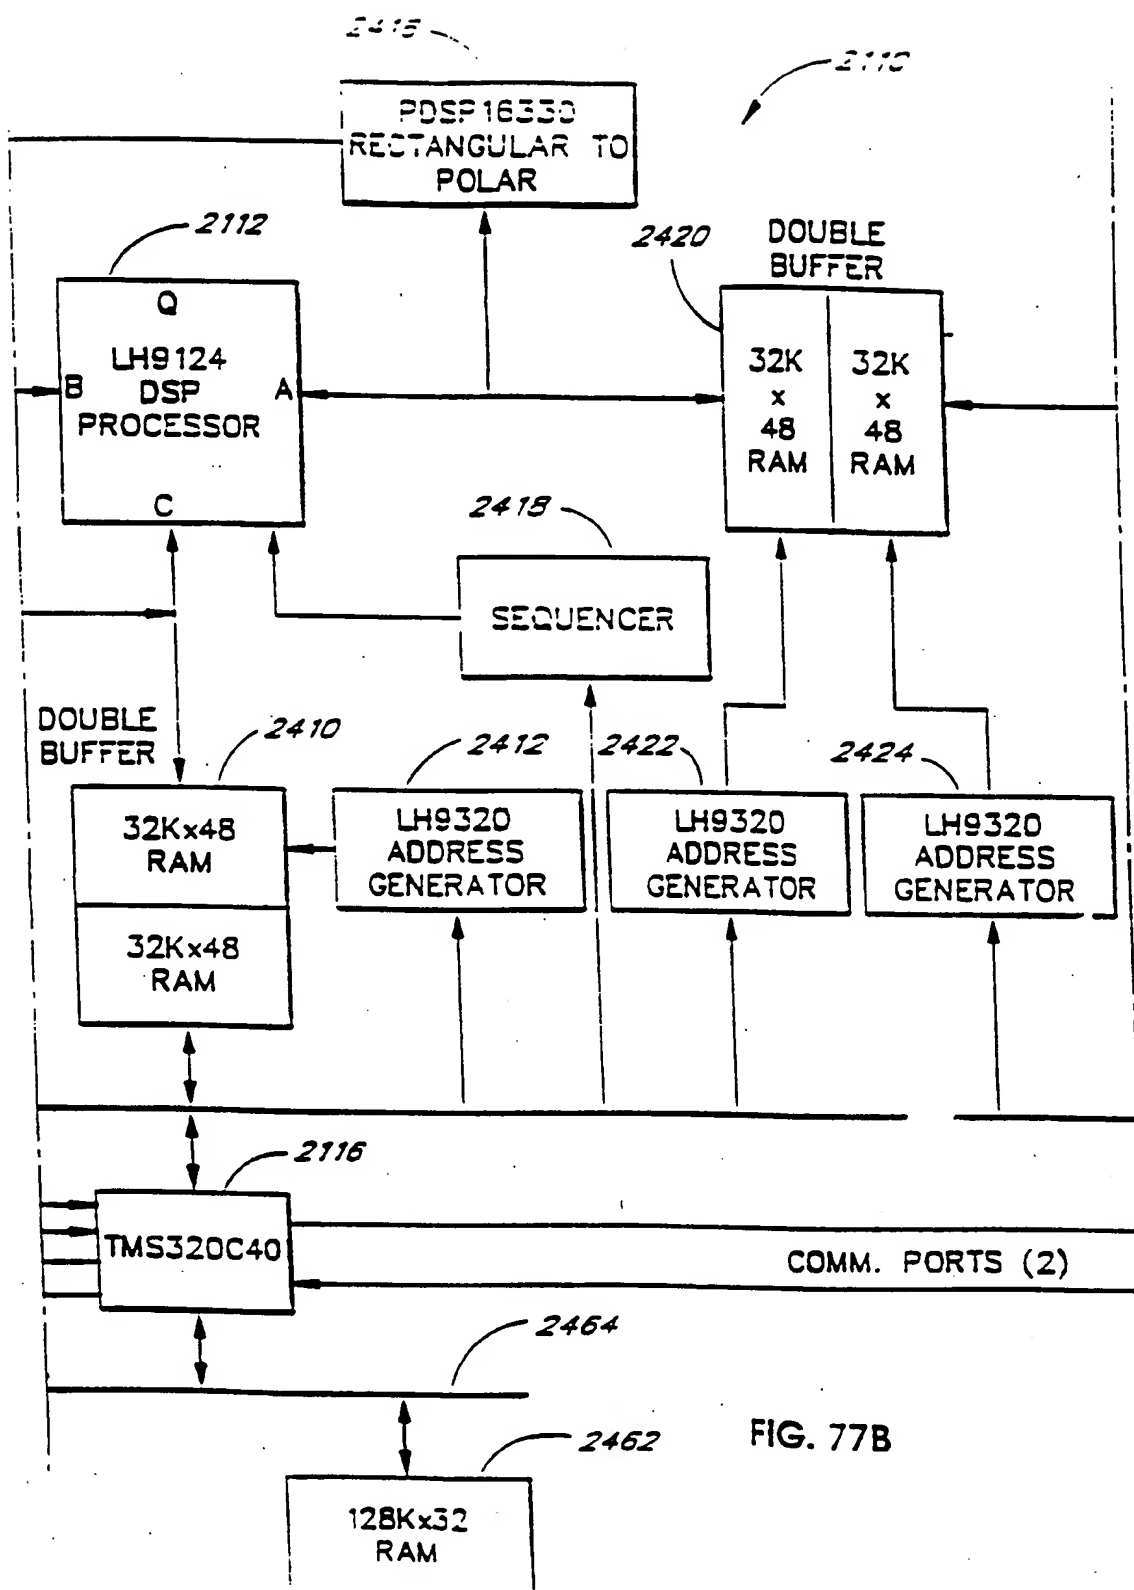 2416
2110
PDSP16330
RECTANGULAR TO
POLAR
2112
2420
DOUBLE
BUFFER
Q
LH9124
DSP
PROCESSOR
B
A
C
32K
x
48
RAM
32K
x
48
RAM
2418
SEQUENCER
DOUBLE
BUFFER
2410
2412
2422
2424
32Kx48
RAM
32Kx48
RAM
LH9320
ADDRESS
GENERATOR
LH9320
ADDRESS
GENERATOR
LH9320
ADDRESS
GENERATOR
2116
TMS320C40
COMM. PORTS (2)
2464
2462
128Kx32
RAM
FIG. 77B